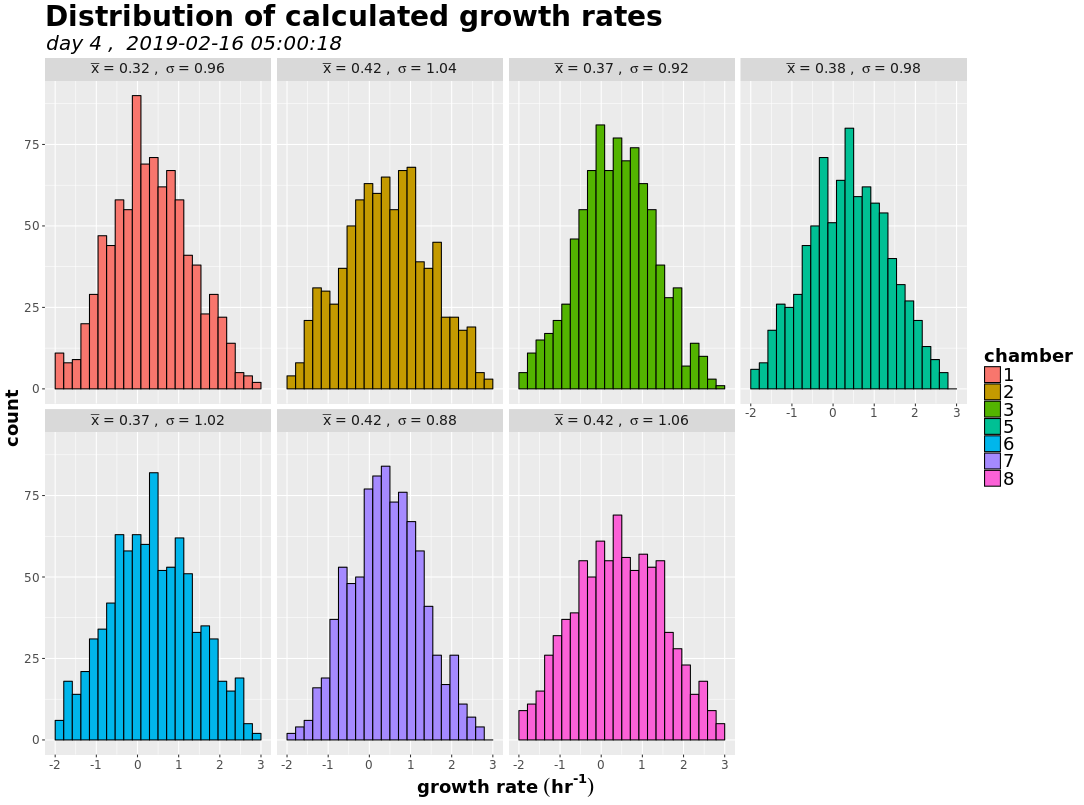 Distribution of calculated growth rates
day 4 ,  2019-02-16 05:00:18
x̅ = 0.32 ,  σ = 0.96
x̅ = 0.42 ,  σ = 1.04
x̅ = 0.37 ,  σ = 0.92
x̅ = 0.38 ,  σ = 0.98
75
50
25
0
-2 -1 0 1 2 3
x̅ = 0.37 ,  σ = 1.02
x̅ = 0.42 ,  σ = 0.88
x̅ = 0.42 ,  σ = 1.06
75
50
25
0
-2 -1 0 1 2 3
-2 -1 0 1 2 3
-2 -1 0 1 2 3
count
growth rate (hr⁻¹)
chamber
1
2
3
5
6
7
8